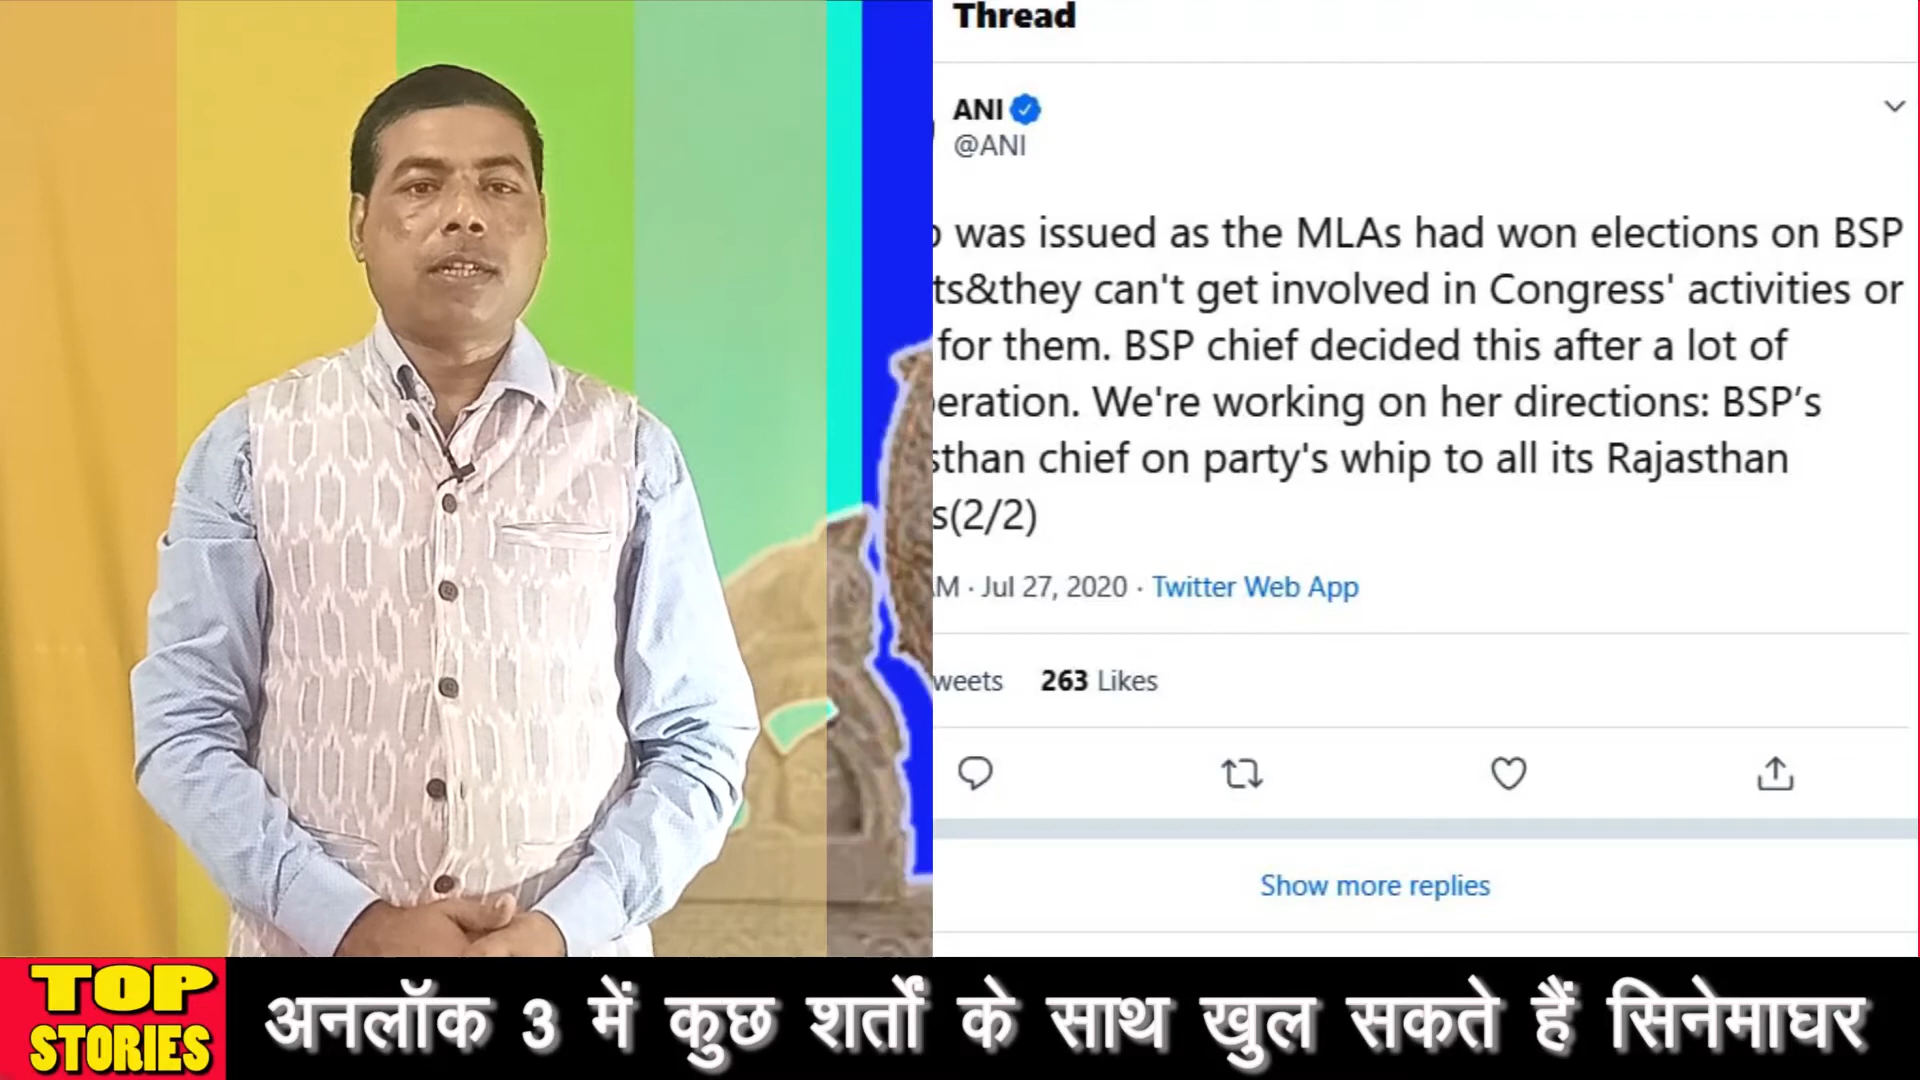 Thread
ANI
@ANI
was issued as the MLAs had won elections on BSP
ts&they can't get involved in Congress' activities or
for them. BSP chief decided this after a lot of
eration. We're working on her directions: BSP’s
sthan chief on party's whip to all its Rajasthan
s(2/2)
M · Jul 27, 2020 · Twitter Web App
weets 263 Likes
Show more replies
TOP
STORIES
अनलॉक 3 में कुछ शर्तों के साथ खुल सकते हैं सिनेमाघर